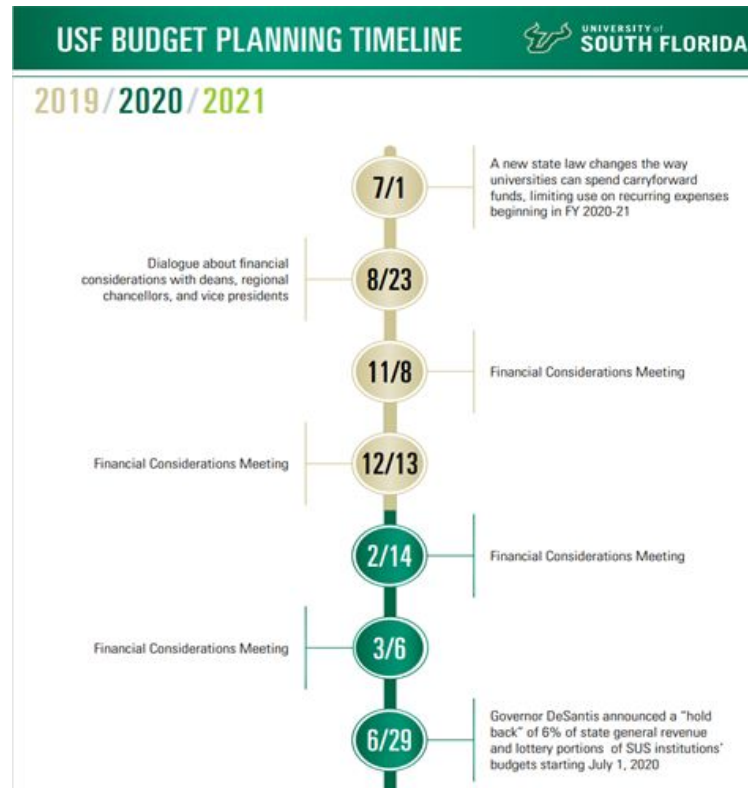 USF BUDGET PLANNING TIMELINE
UNIVERSITY of
SOUTH FLORIDA
2019/2020/2021
7/1
A new state law changes the way
universities can spend carryforward
funds, limiting use on recurring expenses
beginning in FY 2020-21
Dialogue about financial
considerations with deans, regional
chancellors, and vice presidents
8/23
11/8
Financial Considerations Meeting
Financial Considerations Meeting
12/13
2/14
Financial Considerations Meeting
Financial Considerations Meeting
3/6
6/29
Governor DeSantis announced a “hold
back” of 6% of state general revenue
and lottery portions of SUS institutions’
budgets starting July 1, 2020